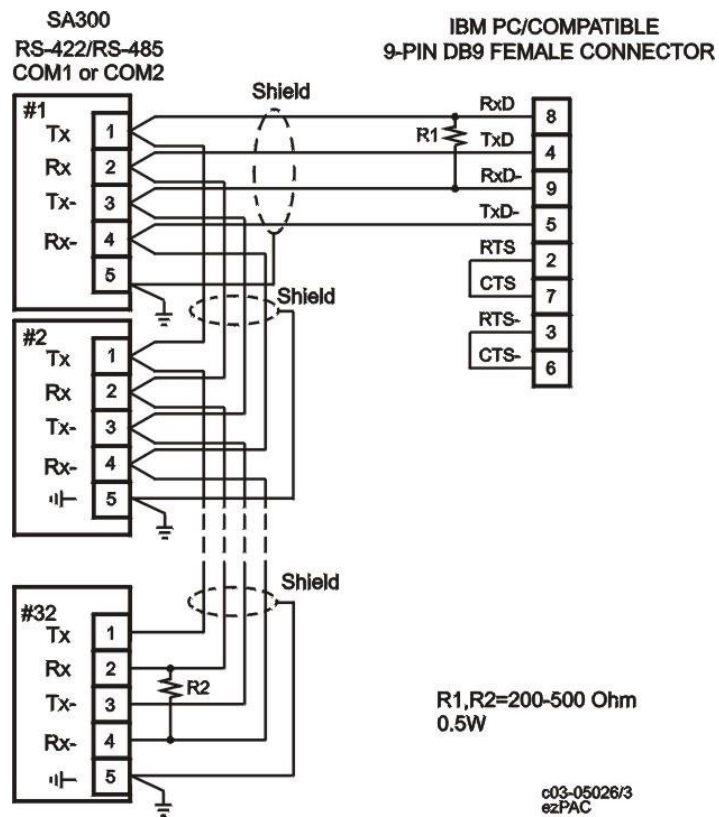 SA300
RS-422/RS-485
COM1 or COM2
IBM PC/COMPATIBLE
9-PIN DB9 FEMALE CONNECTOR
Shield
#1
Tx 1
Rx 2
Tx- 3
Rx- 4
5
RxD 8
R1
TxD 4
RxD- 9
TxD- 5
RTS 2
CTS 7
RTS- 3
CTS- 6
Shield
#2
Tx 1
Rx 2
Tx- 3
Rx- 4
5
Shield
#32
Tx 1
Rx 2
R2
Tx- 3
Rx- 4
5
R1,R2=200-500 Ohm
0.5W
c03-05026/3
ezPAC